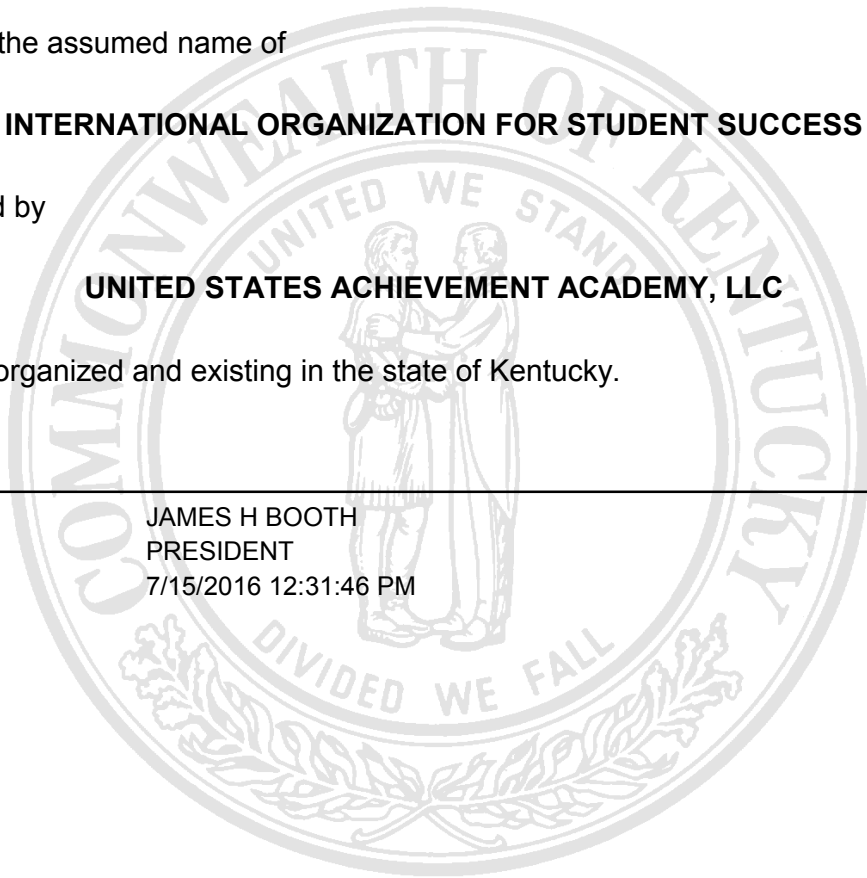 the assumed name of
INTERNATIONAL ORGANIZATION FOR STUDENT SUCCESS
d by
UNITED STATES ACHIEVEMENT ACADEMY, LLC
organized and existing in the state of Kentucky.
JAMES H BOOTH
PRESIDENT
7/15/2016 12:31:46 PM
COMMONWEALTH OF KENTUCKY
UNITED WE STAND
DIVIDED WE FALL